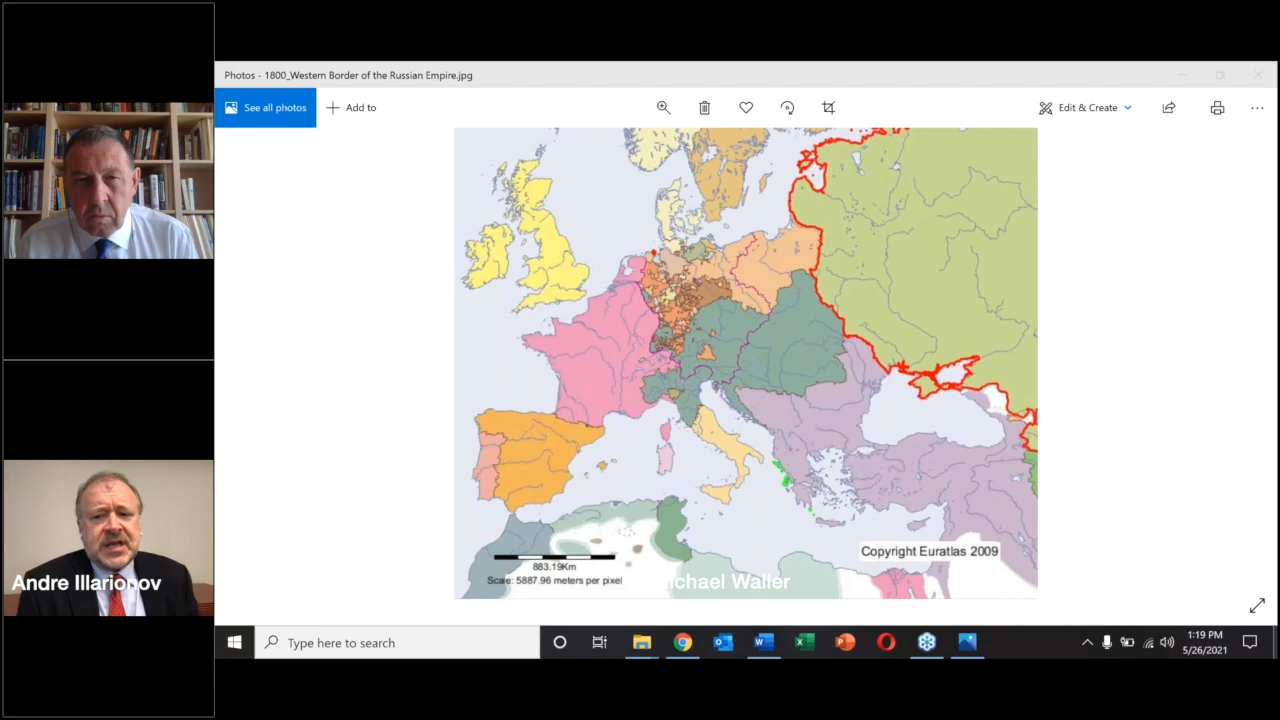 Photos - 1800_Western Border of the Russian Empire.jpg
See all photos
Add to
Edit & Create
Copyright Euratlas 2009
883.19Km
Scale: 5887.96 meters per pixel
Andre Illarionov
ichael Waller
Type here to search
1:19 PM
5/26/2021